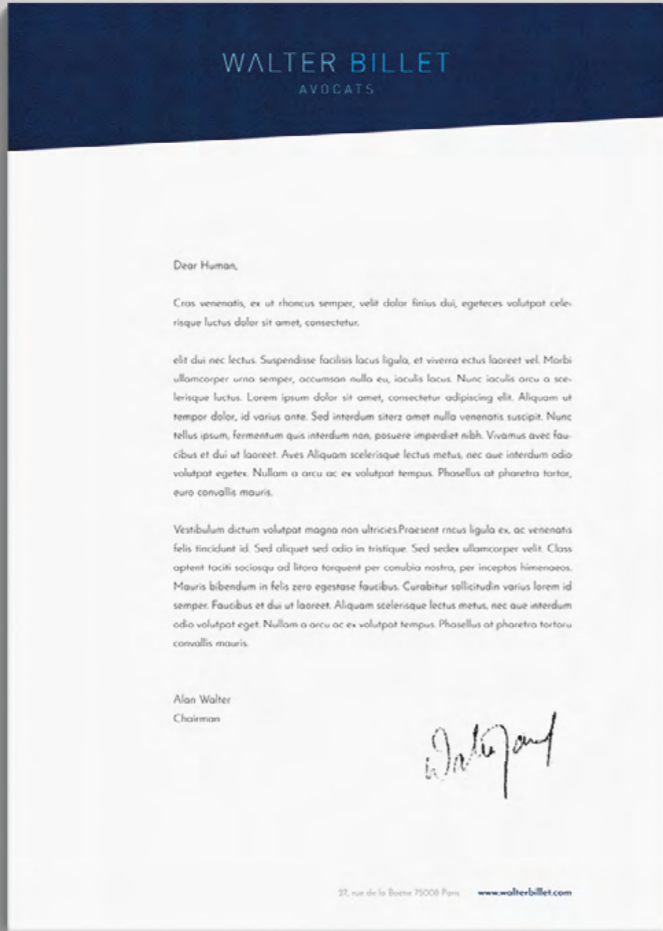 WALTER BILLET
AVOCATS
Dear Human,
Cras venenatis, ex ut rhoncus semper, velit dolor finius dui, egeteces volutpat cele-
risque luctus dolor sit amet, consectetur.
elit dui nec lectus. Suspendisse facilisis lacus ligula, et viverra ectus laoreet vel. Morbi
ullamcorper urna semper, accumsan nulla eu, iaculis lacus. Nunc iaculis arcu a sce-
lerisque luctus. Lorem ipsum dolor sit amet, consectetur adipiscing elit. Aliquam ut
tempor dolor, id varius ante. Sed interdum siterz amet nulla venenatis suscipit. Nunc
tellus ipsum, fermentum quis interdum non, posuere imperdiet nibh. Vivamus avec fau-
cibus et dui ut laoreet. Aves Aliquam scelerisque lectus metus, nec aue interdum odio
volutpat egetex. Nullam a arcu ac ex volutpat tempus. Phasellus at pharetra tortor,
euro convallis mauris.
Vestibulum dictum volutpat magna non ultricies.Praesent rncus ligula ex, ac venenatis
felis tincidunt id. Sed aliquet sed odio in tristique. Sed sedex ullamcorper velit. Class
aptent taciti sociosqu ad litora torquent per conubia nostra, per inceptos himenaeos.
Mauris bibendum in felis zero egestase faucibus. Curabitur sollicitudin varius lorem id
semper. Faucibus et dui ut laoreet. Aliquam scelerisque lectus metus, nec aue interdum
odio volutpat eget. Nullam a arcu ac ex volutpat tempus. Phasellus at pharetra tortoru
convallis mauris.
Alan Walter
Chairman
27, rue de la Boétie 75008 Paris www.walterbillet.com